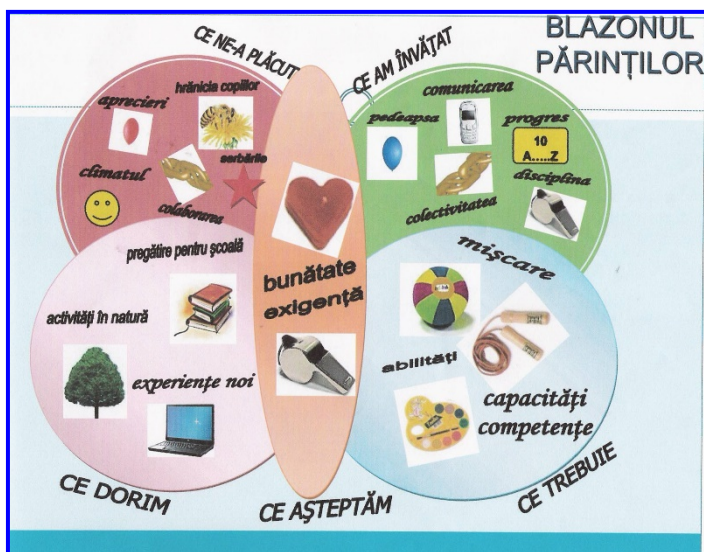 BLAZONUL
PĂRINȚILOR
CE NE-A PLĂCUT
CE AM ÎNVĂȚAT
hrănicia copiilor
aprecieri
serbările
climatul
colaborarea
comunicarea
pedeapsa
progres
10
A.....Z
disciplina
colectivitatea
bunătate
exigență
pregătire pentru școală
activități în natură
experiențe noi
mișcare
abilități
capacități
competențe
CE DORIM
CE AȘTEPTĂM
CE TREBUIE